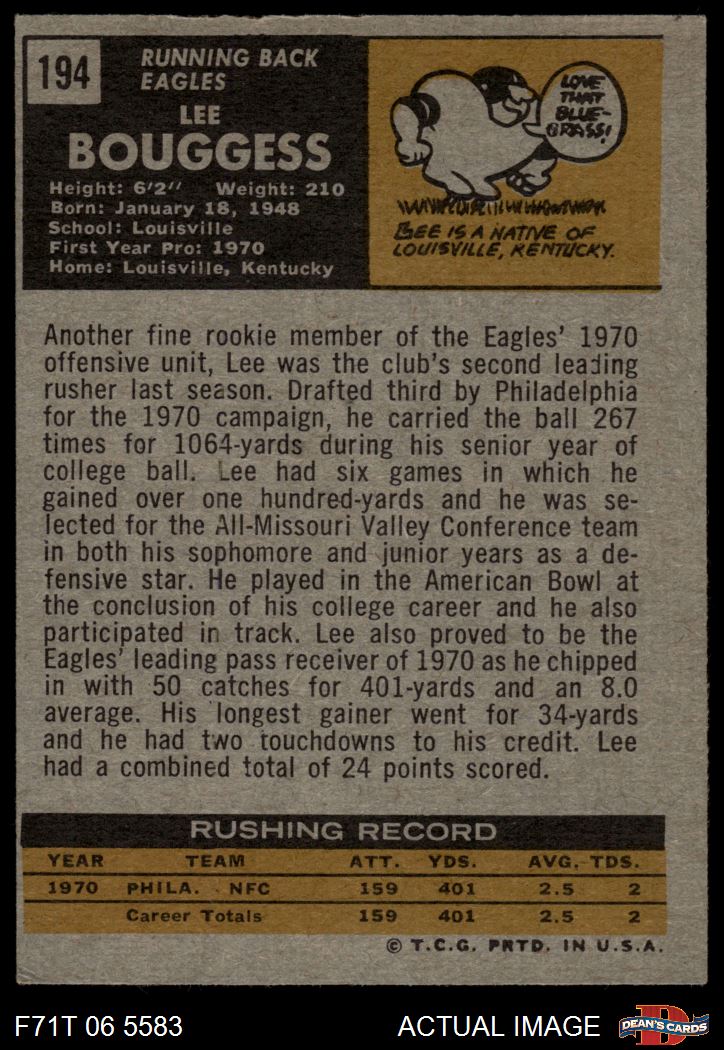 194
RUNNING BACK
EAGLES
LEE
BOUGGESS
Height: 6'2" Weight: 210
Born: January 18, 1948
School: Louisville
First Year Pro: 1970
Home: Louisville, Kentucky
LOVE
THAT
BLUE-
GRASS!
LEE IS A NATIVE OF
LOUISVILLE, KENTUCKY.
Another fine rookie member of the Eagles' 1970
offensive unit, Lee was the club's second leading
rusher last season. Drafted third by Philadelphia
for the 1970 campaign, he carried the ball 267
times for 1064-yards during his senior year of
college ball. Lee had six games in which he
gained over one hundred-yards and he was se-
lected for the All-Missouri Valley Conference team
in both his sophomore and junior years as a de-
fensive star. He played in the American Bowl at
the conclusion of his college career and he also
participated in track. Lee also proved to be the
Eagles' leading pass receiver of 1970 as he chipped
in with 50 catches for 401-yards and an 8.0
average. His longest gainer went for 34-yards
and he had two touchdowns to his credit. Lee
had a combined total of 24 points scored.
RUSHING RECORD
YEAR TEAM ATT. YDS. AVG. TDS.
1970 PHILA. NFC 159 401 2.5 2
Career Totals 159 401 2.5 2
© T.C.G. PRTD. IN U.S.A.
F71T 06 5583 ACTUAL IMAGE D DEAN'S CARDS